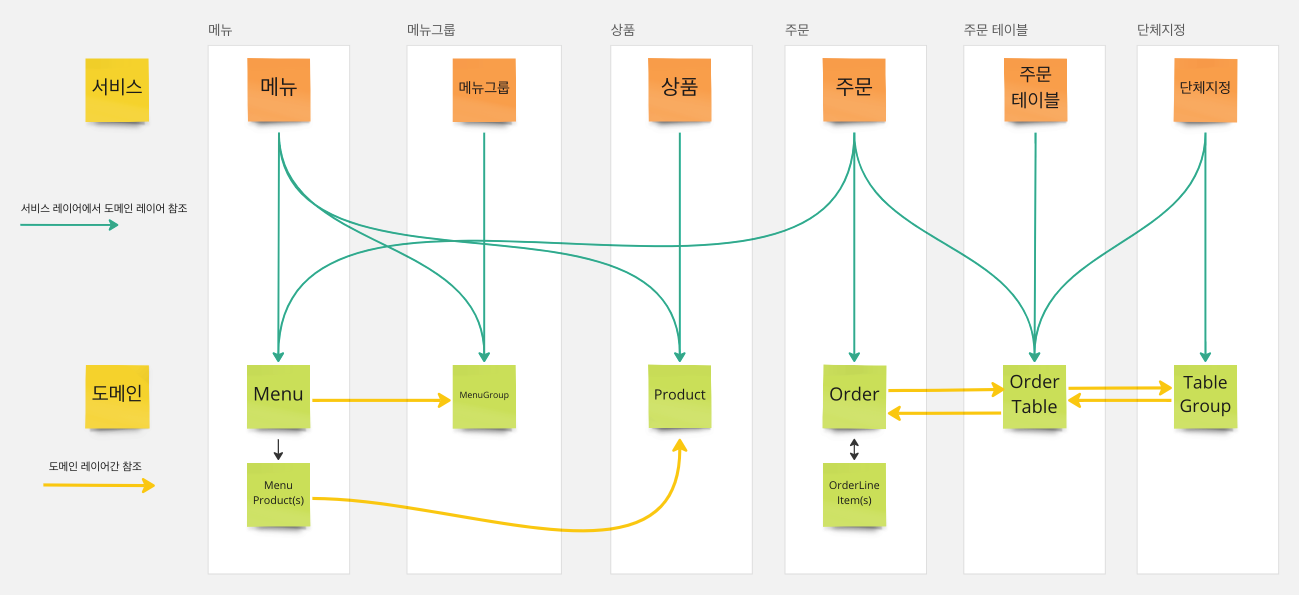 메뉴
메뉴그룹
상품
주문
주문 테이블
단체지정
서비스
메뉴
메뉴그룹
상품
주문
주문
테이블
단체지정
서비스 레이어에서 도메인 레이어 참조
도메인
Menu
MenuGroup
Product
Order
Order
Table
Table
Group
도메인 레이어간 참조
Menu
Product(s)
OrderLine
Item(s)